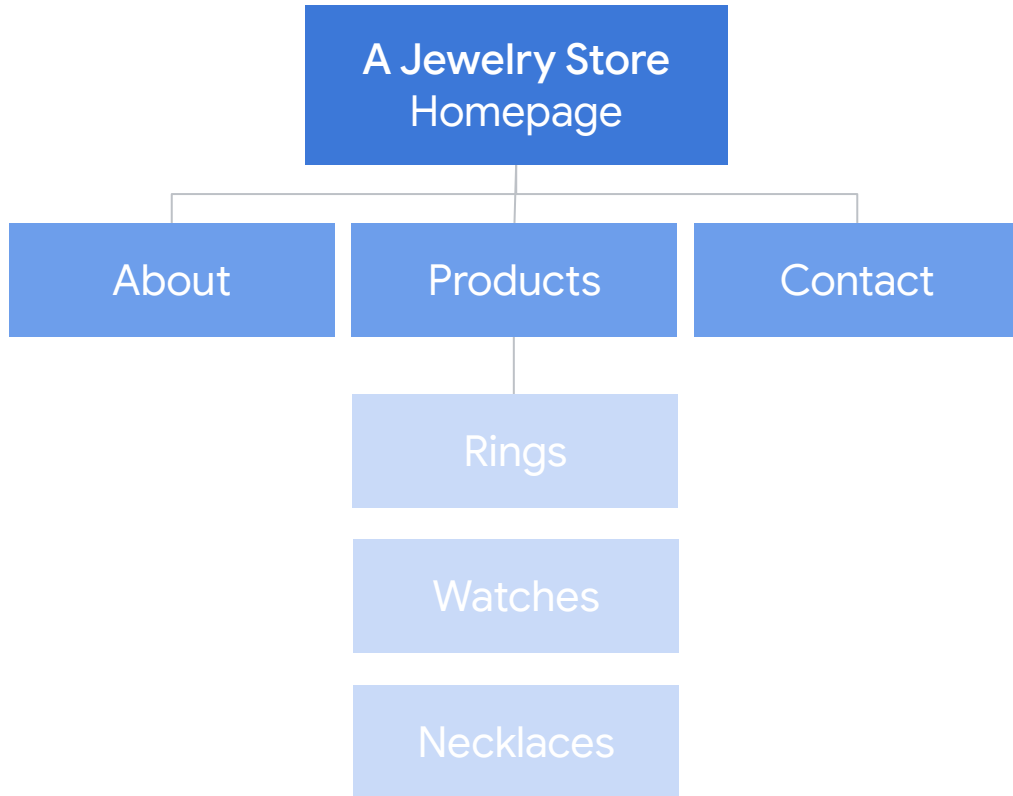 A Jewelry Store
Homepage
About
Products
Contact
Rings
Watches
Necklaces